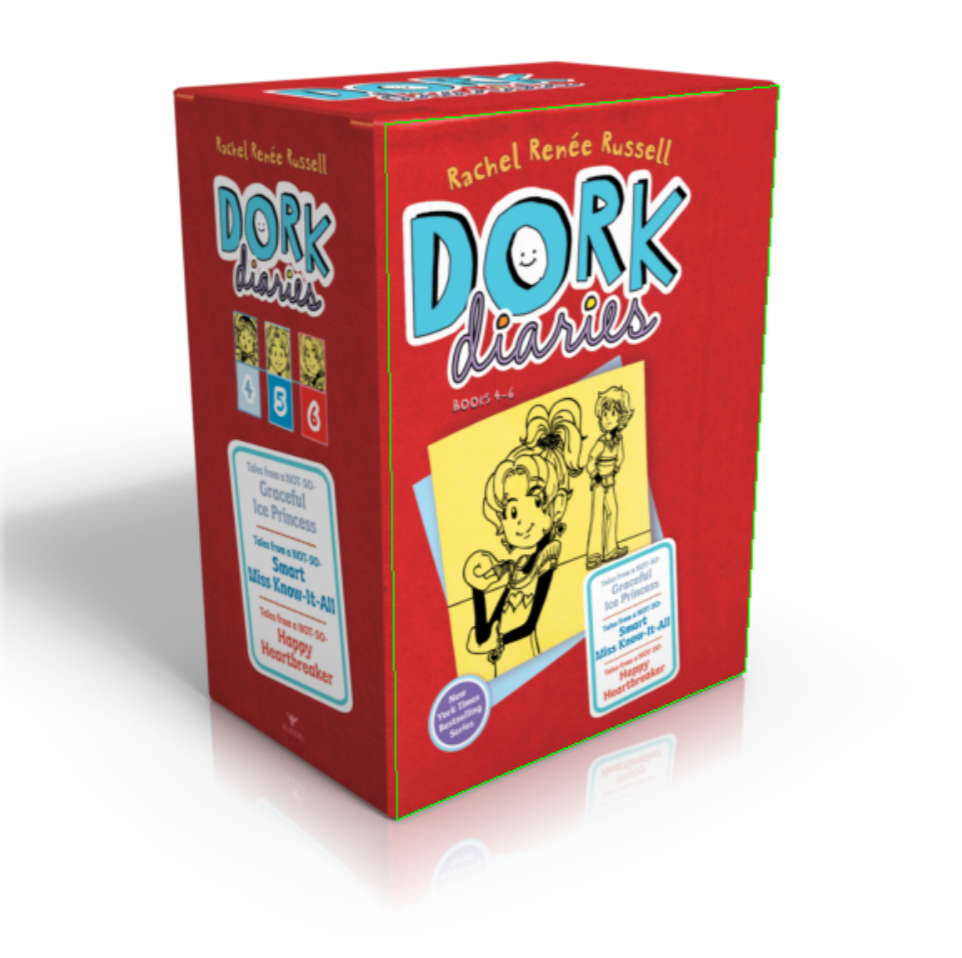 DORK
diaries
Rachel Renée Russell
DORK
diaries
4
5
6
Tales from a NOT-SO-
Graceful
Ice Princess
Tales from a NOT-SO-
Smart
Miss Know-It-All
Tales from a NOT-SO-
Happy
Heartbreaker
Rachel Renée Russell
DORK
diaries
BOOKS 4-6
Tales from a NOT-SO-
Graceful
Ice Princess
Tales from a NOT-SO-
Smart
Miss Know-It-All
Tales from a NOT-SO-
Happy
Heartbreaker
New
York Times
Bestselling
Series